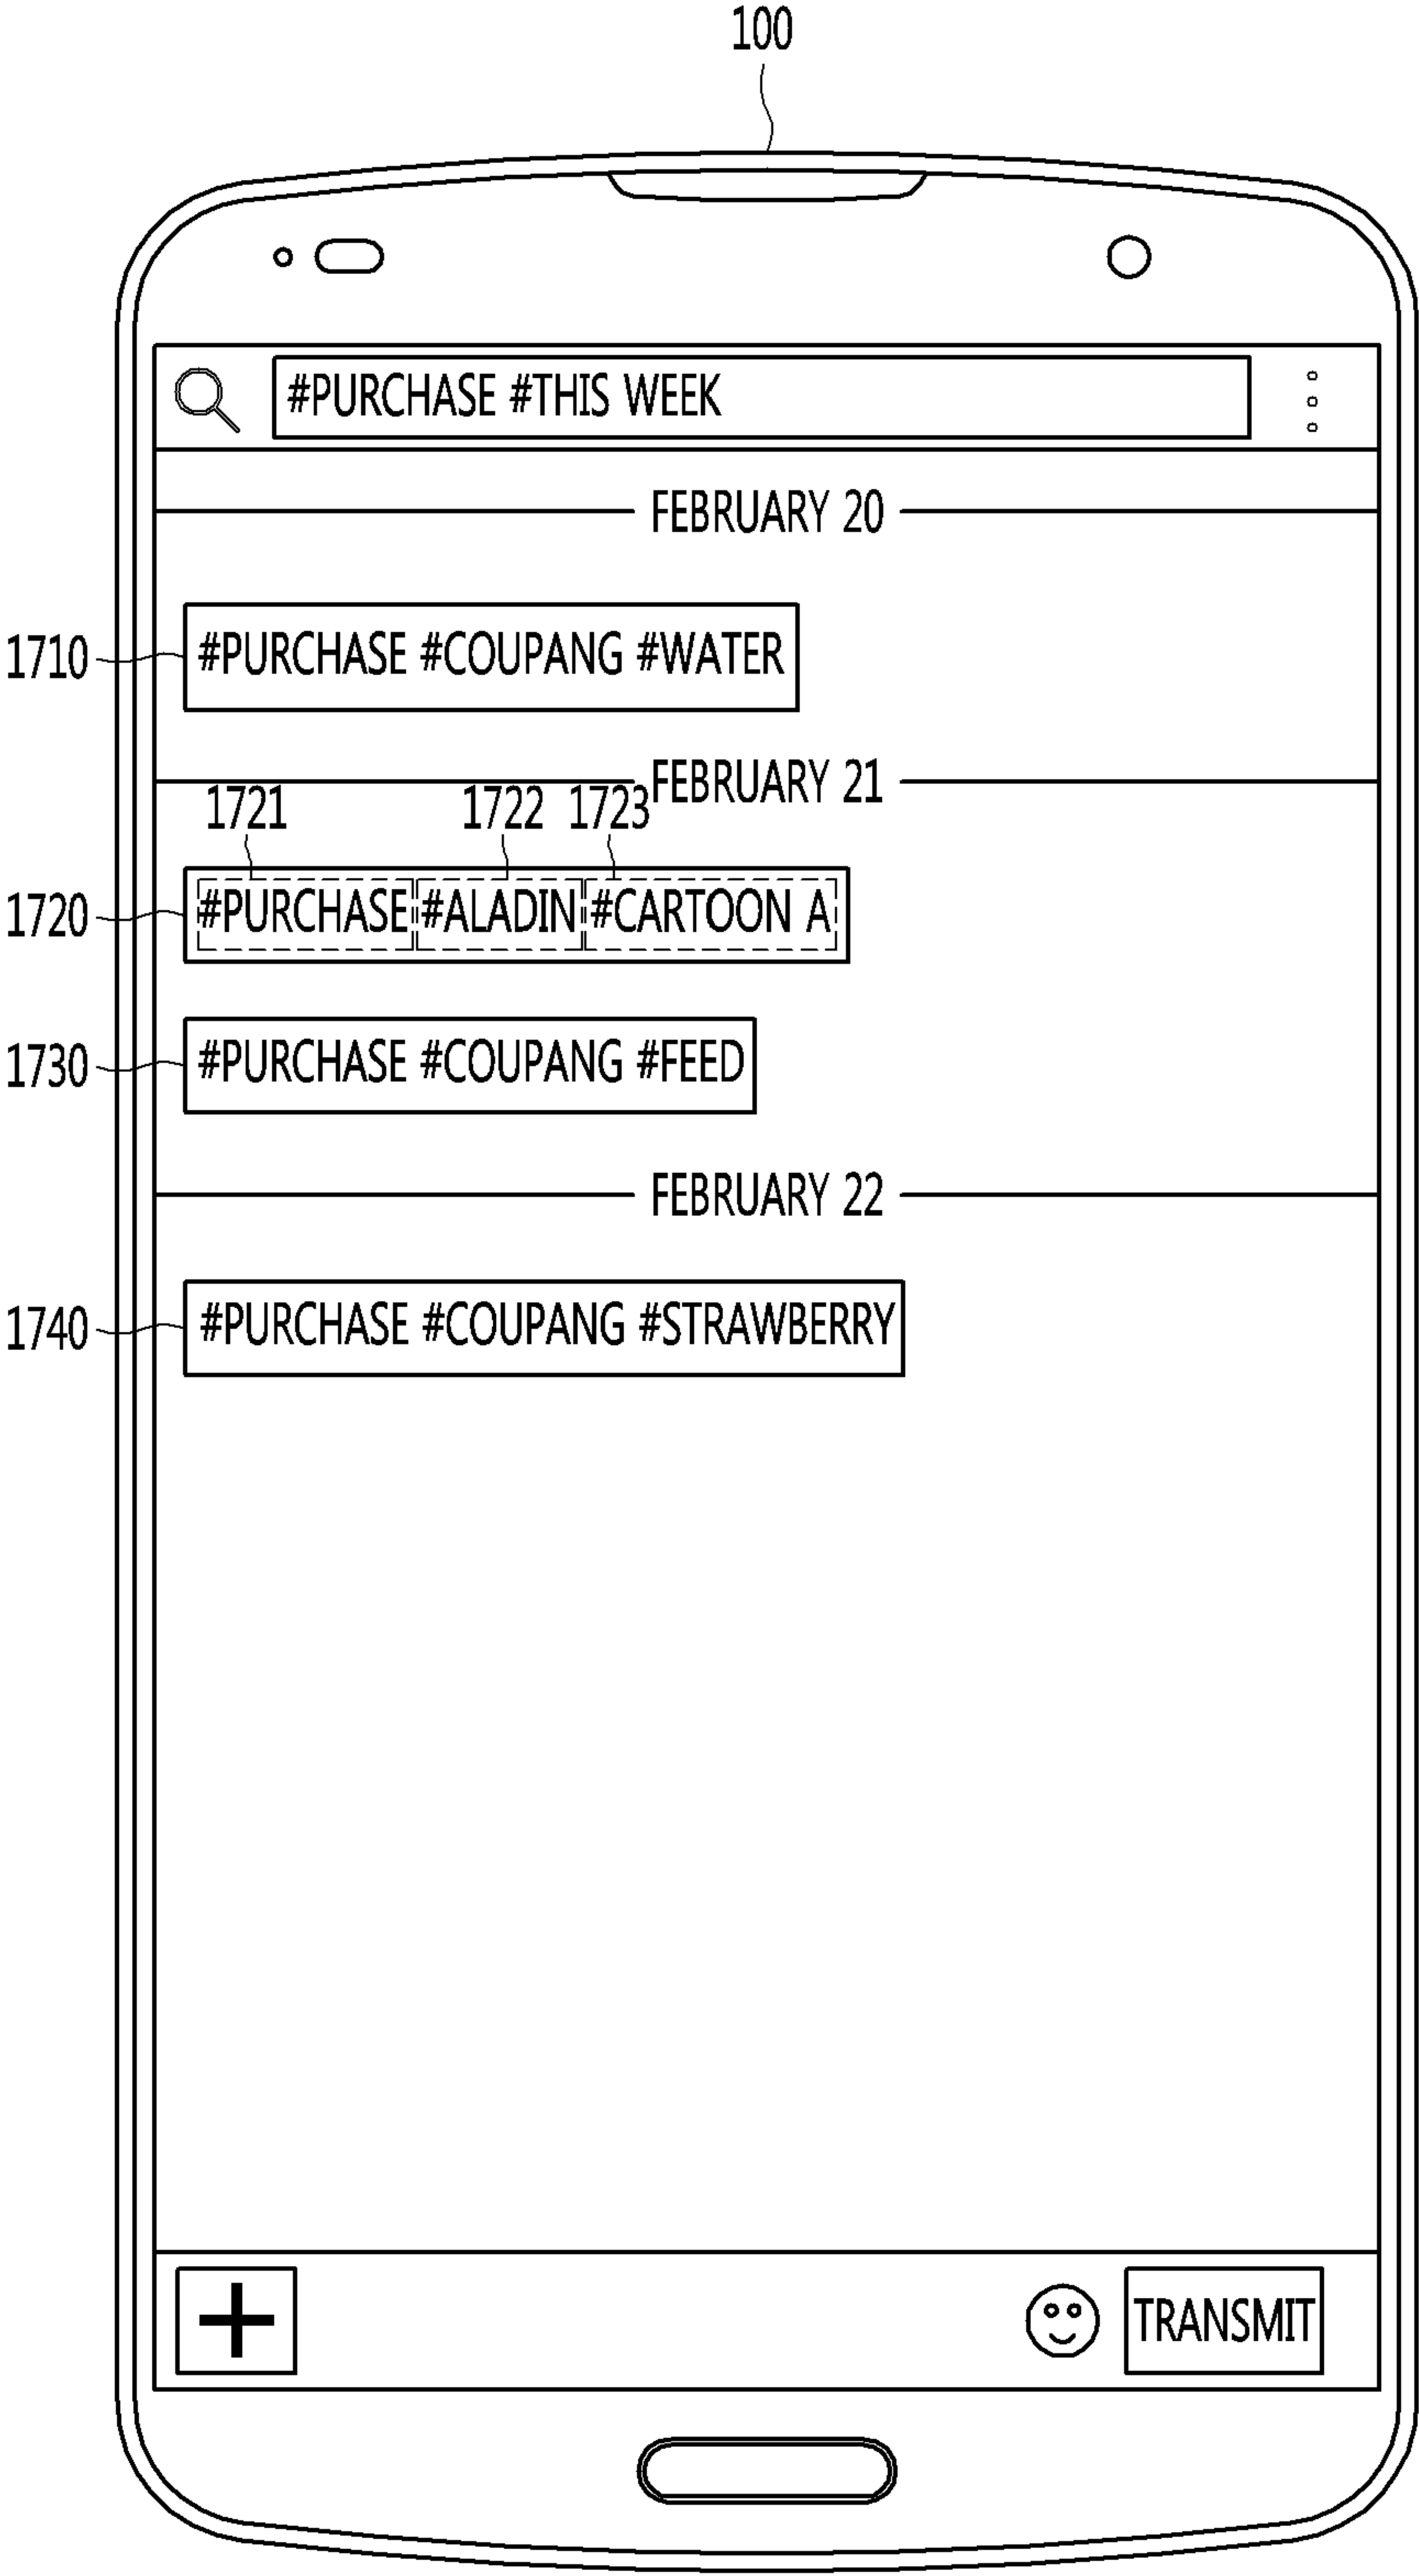 100
#PURCHASE #THIS WEEK
FEBRUARY 20
1710
#PURCHASE #COUPANG #WATER
FEBRUARY 21
1721 1722 1723
1720
#PURCHASE #ALADIN #CARTOON A
1730
#PURCHASE #COUPANG #FEED
FEBRUARY 22
1740
#PURCHASE #COUPANG #STRAWBERRY
TRANSMIT